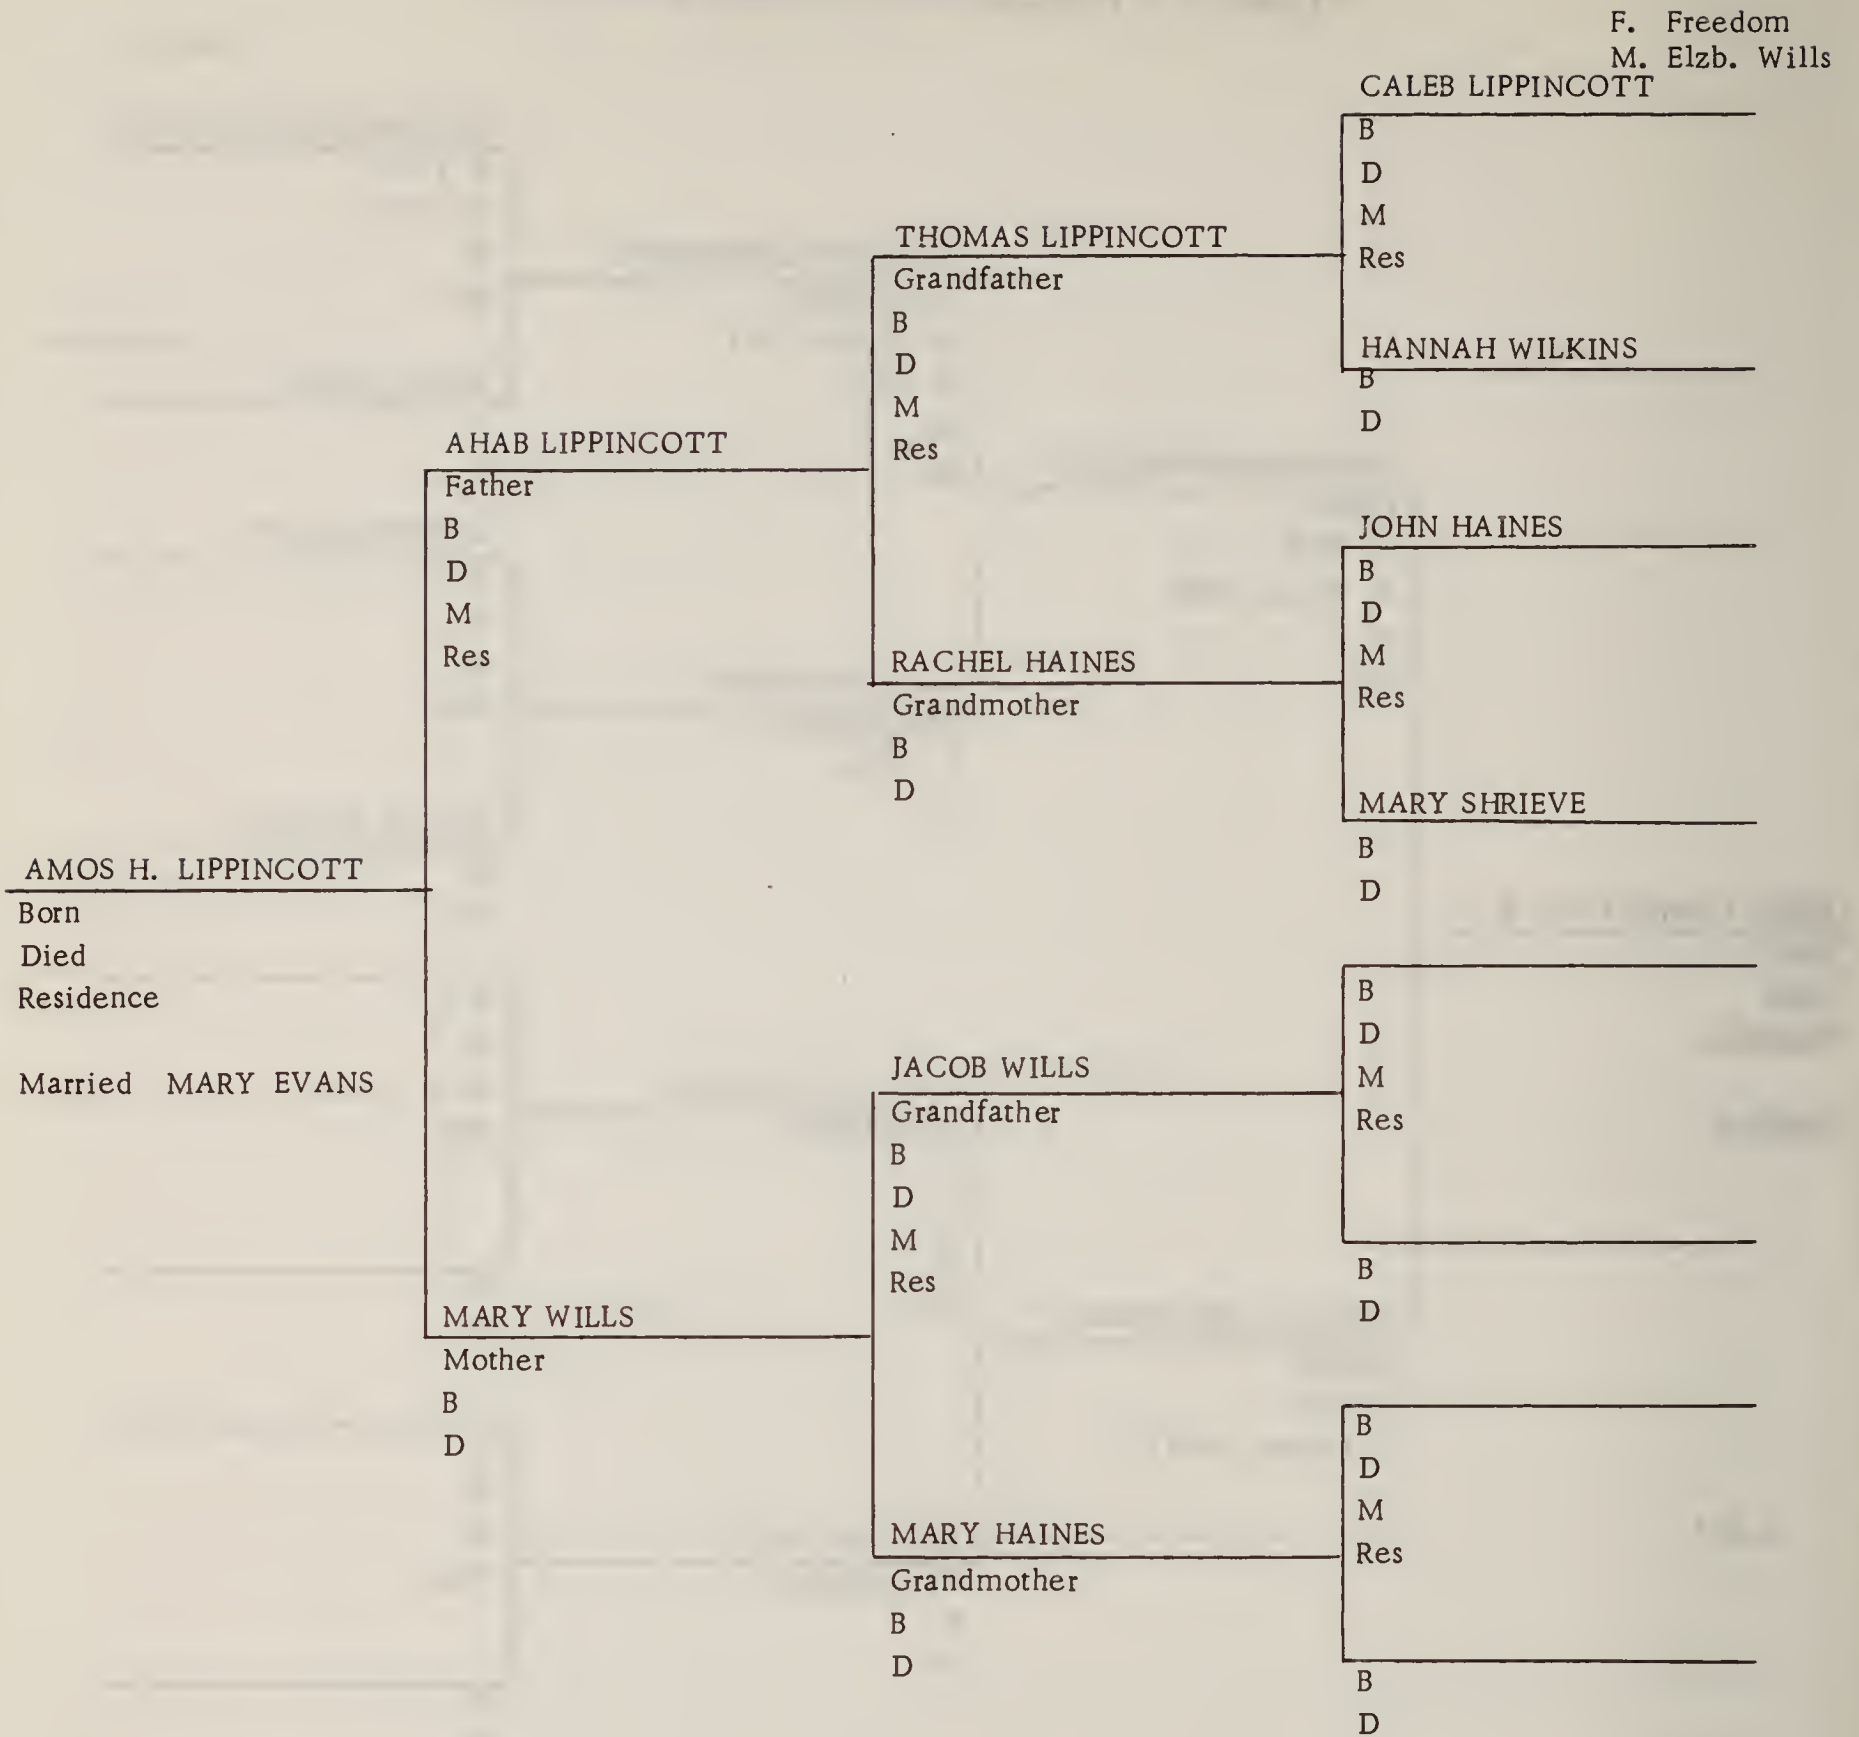 F. Freedom
M. Elzb. Wills
CALEB LIPPINCOTT
B
D
M
Res
THOMAS LIPPINCOTT
Grandfather
B
D
M
Res
HANNAH WILKINS
B
D
AHAB LIPPINCOTT
Father
B
D
M
Res
JOHN HAINES
B
D
M
Res
RACHEL HAINES
Grandmother
B
D
MARY SHRIEVE
B
D
AMOS H. LIPPINCOTT
Born
Died
Residence
Married MARY EVANS
B
D
M
Res
JACOB WILLS
Grandfather
B
D
M
Res
B
D
MARY WILLS
Mother
B
D
B
D
M
Res
MARY HAINES
Grandmother
B
D
B
D